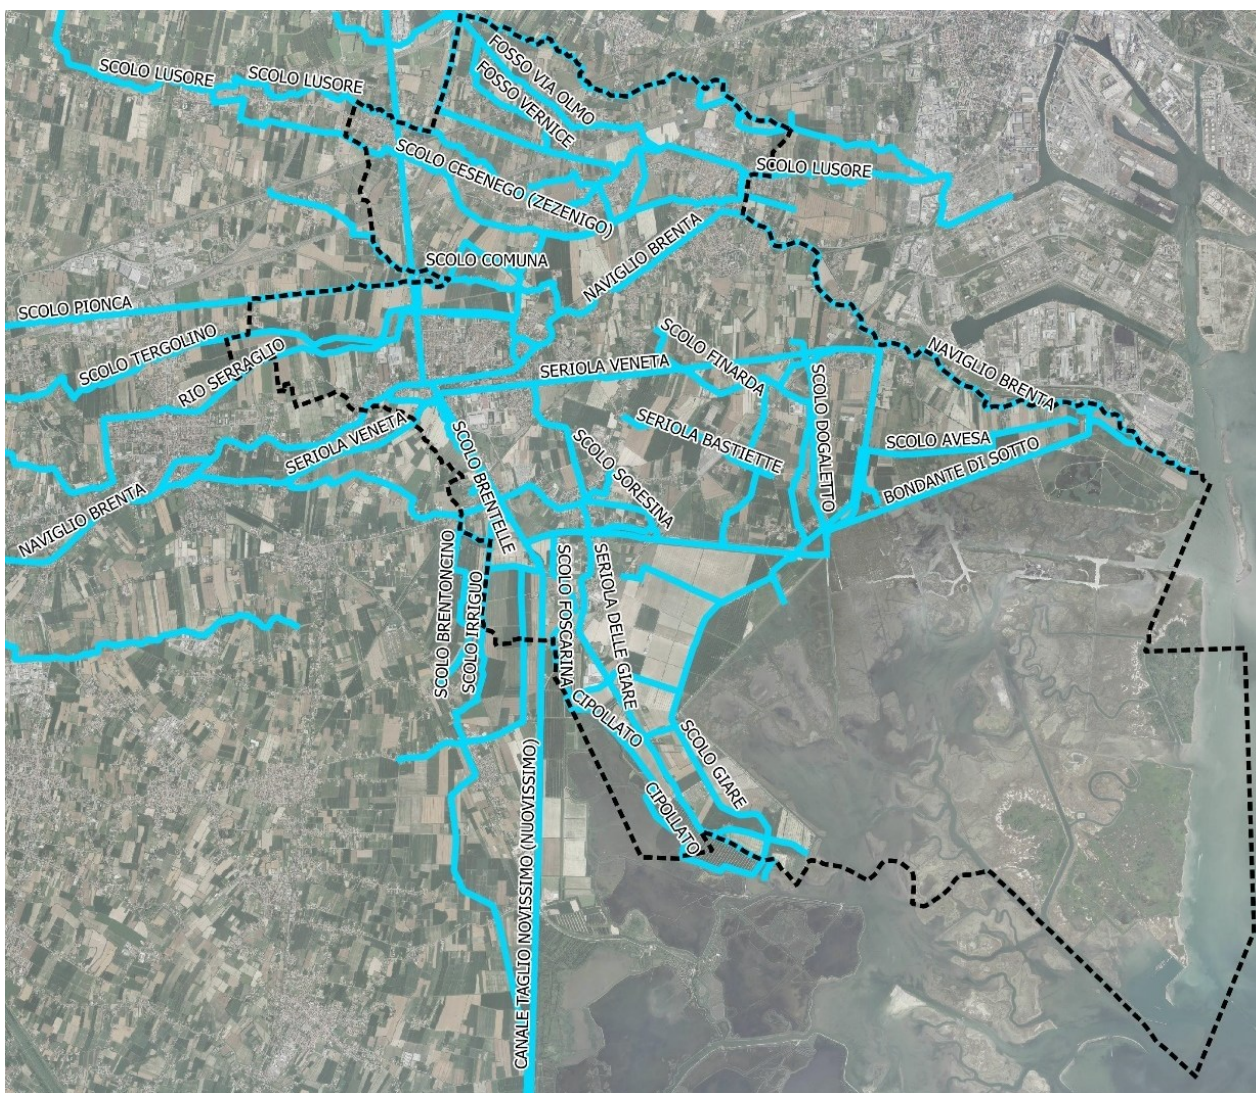 FOSSO VIA OLMO
SCOLO LUSORE
SCOLO LUSORE
FOSSO VERNICE
SCOLO LUSORE
SCOLO CESENEGO (ZEZENIGO)
NAVIGLIO BRENTA
SCOLO COMUNA
SCOLO PIONCA
SCOLO TERGOLINO
RIO SERRAGLIO
SERIOLA VENETA
SCOLO FINARDA
NAVIGLIO BRENTA
SCOLO DOGALETTO
SERIOLA VENETA
SERIOLA BASTIETTE
SCOLO AVESA
BONDANTE DI SOTTO
SCOLO BRENTELLE
SCOLO SORESINA
NAVIGLIO BRENTA
SCOLO BRENTONCINO
SCOLO IRRIGUO
SCOLO FOSCARINA
SERIOLA DELLE GIARE
CIPOLLATO
SCOLO GIARE
CIPOLLATO
CANALE TAGLIO NOVISSIMO (NUOVISSIMO)